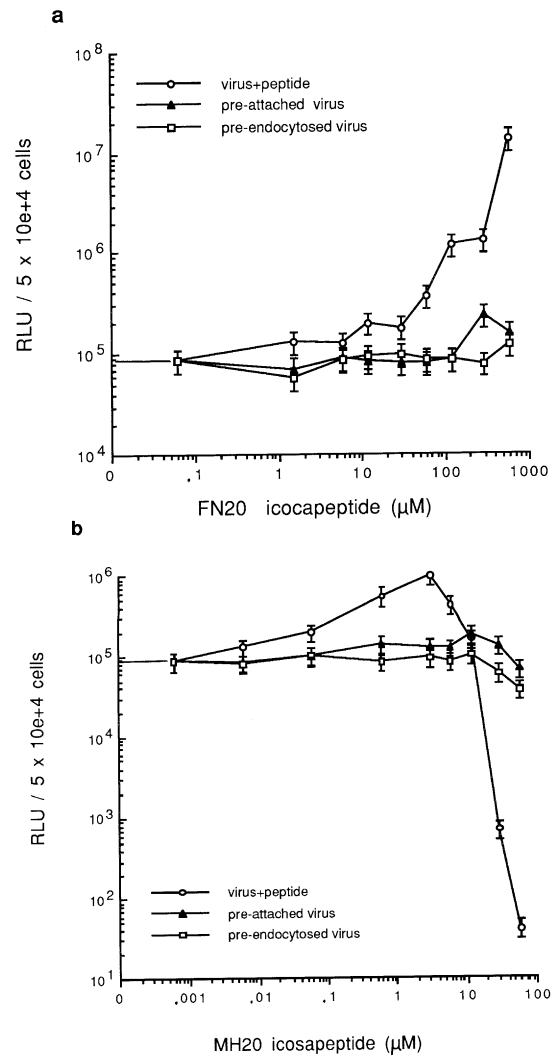 a
10^8
10^7
10^6
10^5
10^4
RLU / 5 x 10e+4 cells
virus+peptide
pre-attached virus
pre-endocytosed virus
0 .1 1 10 100 1000
FN20 icocapeptide (µM)
b
10^6
10^5
10^4
10^3
10^2
10^1
RLU / 5 x 10e+4 cells
virus+peptide
pre-attached virus
pre-endocytosed virus
0 .001 .01 .1 1 10 100
MH20 icosapeptide (µM)